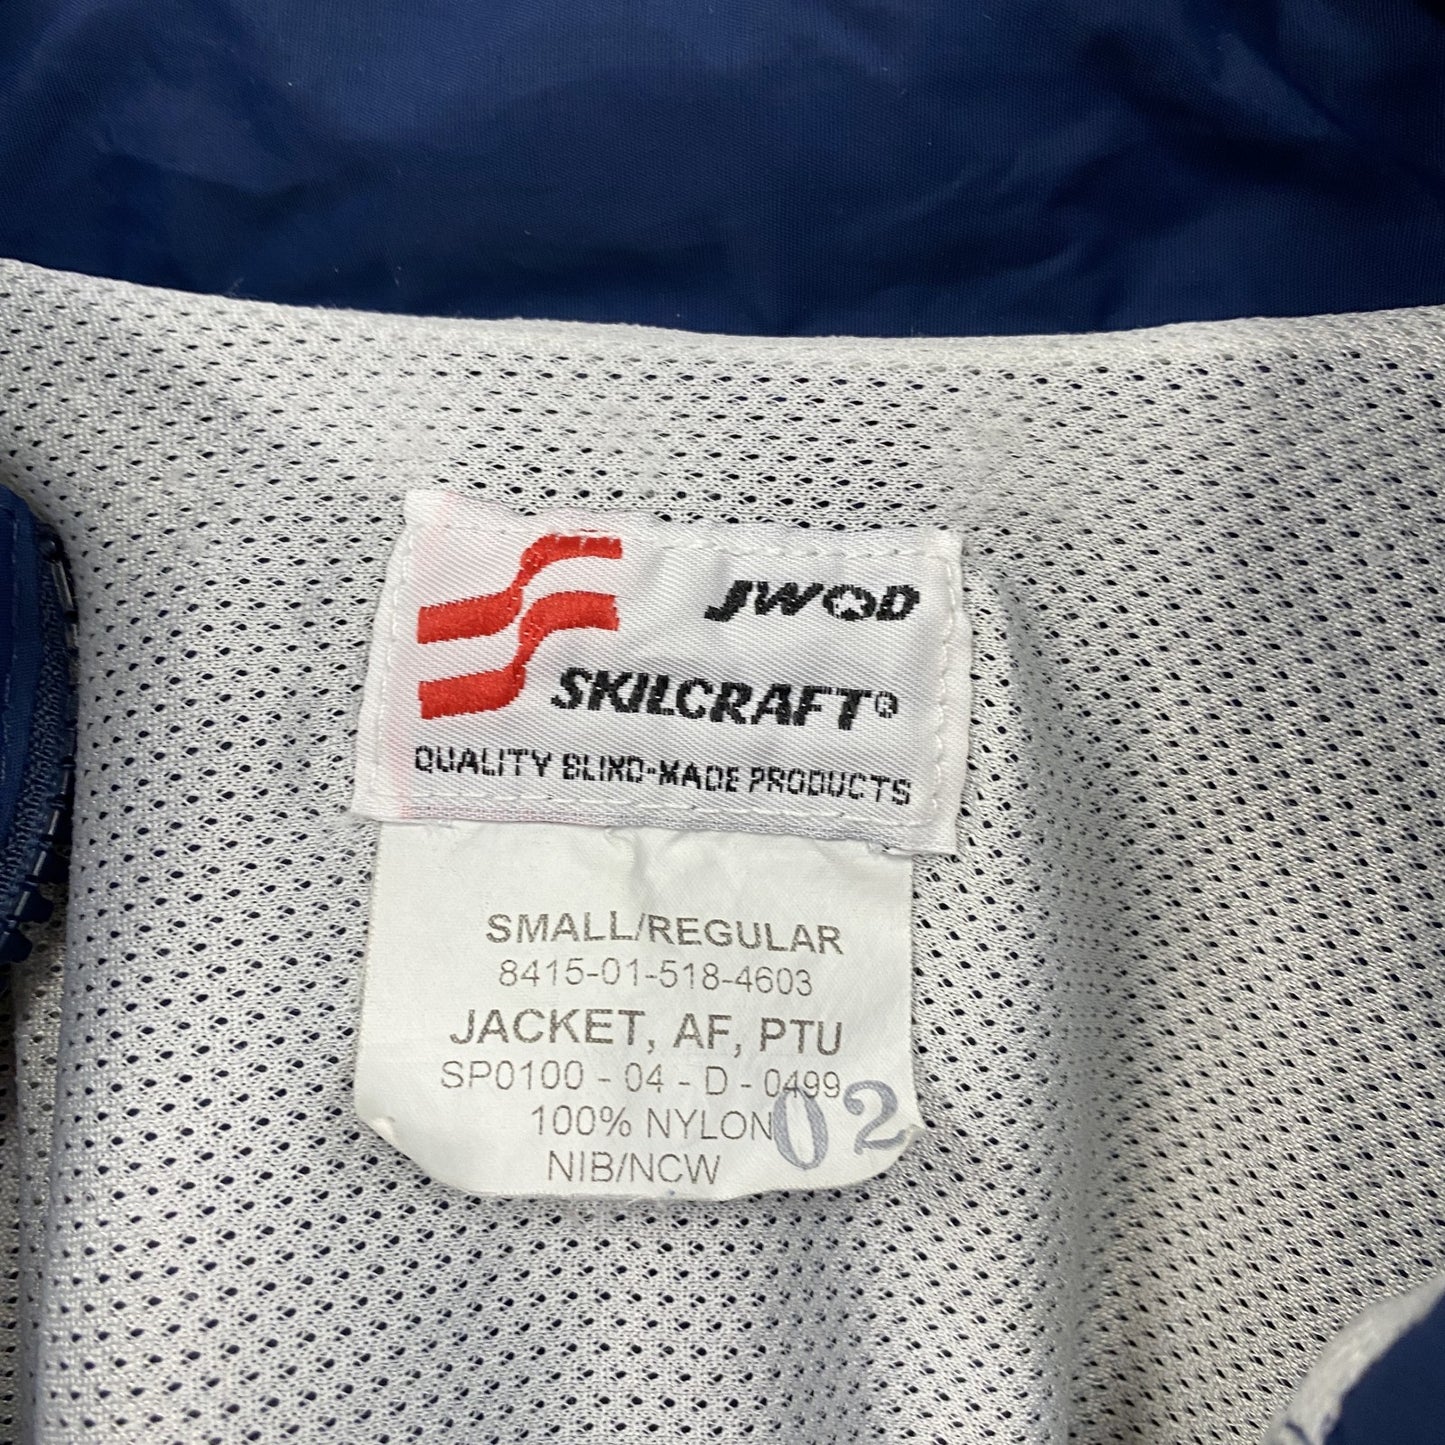 JWOD
SKILCRAFT®
QUALITY BLIND-MADE PRODUCTS
SMALL/REGULAR
8415-01-518-4603
JACKET, AF, PTU
SP0100 - 04 - D - 0499
100% NYLON
02
NIB/NCW